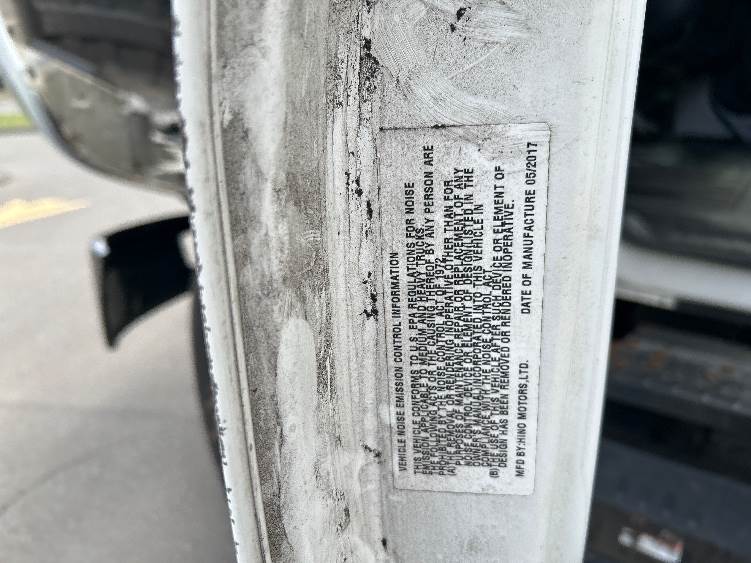 VEHICLE NOISE EMISSION CONTROL INFORMATION
THIS VEHICLE CONFORMS TO U.S. EPA REGULATIONS FOR NOISE
EMISSION APPLICABLE TO MEDIUM AND HEAVY TRUCKS.
THE FOLLOWING ACTS OR THE CAUSING THEREOF BY ANY PERSON ARE
PROHIBITED BY THE NOISE CONTROL ACT OF 1972
(A) THE REMOVAL OR RENDERING INOPERATIVE, OTHER THAN FOR
PURPOSES OF MAINTENANCE, REPAIR OR REPLACEMENT OF ANY
NOISE CONTROL DEVICE OR ELEMENT OF DESIGN (LISTED IN THE
INCORPORATED INTO THIS VEHICLE IN
COMPLIANCE WITH THE NOISE CONTROL ACT
(B) THE USE OF THIS VEHICLE AFTER SUCH DEVICE OR ELEMENT OF
DESIGN HAS BEEN REMOVED OR RENDERED INOPERATIVE.
MFD BY:HINO MOTORS,LTD. DATE OF MANUFACTURE 05/2017